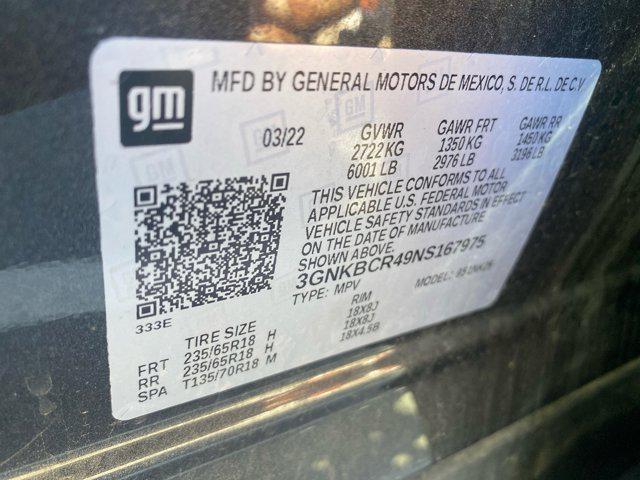 gm
MFD BY GENERAL MOTORS DE MEXICO, S. DE R.L. DE C.V.
03/22 GVWR GAWR FRT GAWR RR
2722 KG 1350 KG 1450 KG
6001 LB 2976 LB 3196 LB
THIS VEHICLE CONFORMS TO ALL
APPLICABLE U.S. FEDERAL MOTOR
VEHICLE SAFETY STANDARDS IN EFFECT
ON THE DATE OF MANUFACTURE
SHOWN ABOVE.
3GNKBCR49NS167975
TYPE: MPV MODEL:
333E
TIRE SIZE RIM
FRT 235/65R18 H 18X8J
RR 235/65R18 H 18X8J
SPA T135/70R18 M 18X4.5B